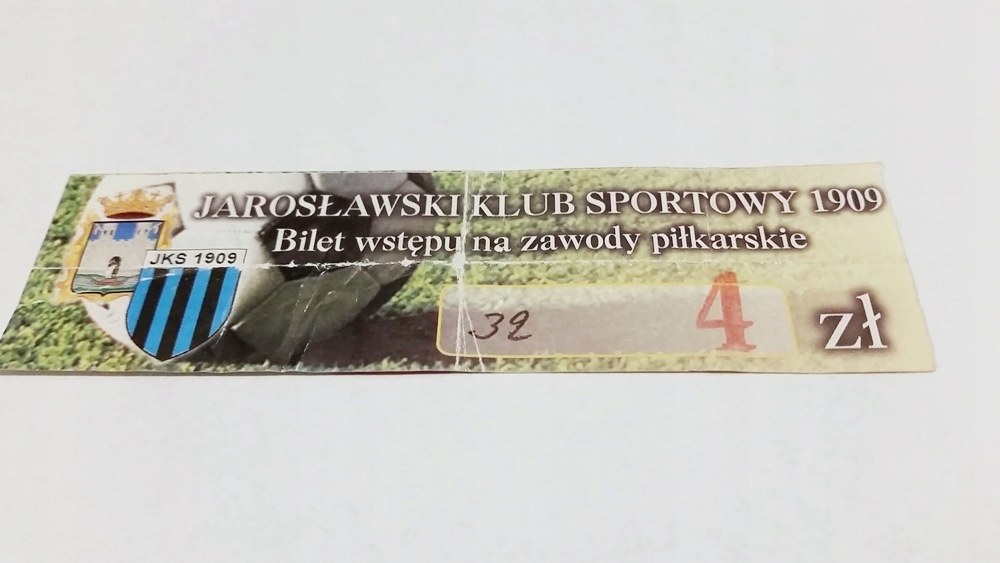 JAROSŁAWSKI KLUB SPORTOWY 1909
Bilet wstępu na zawody piłkarskie
JKS 1909
32 4 zł